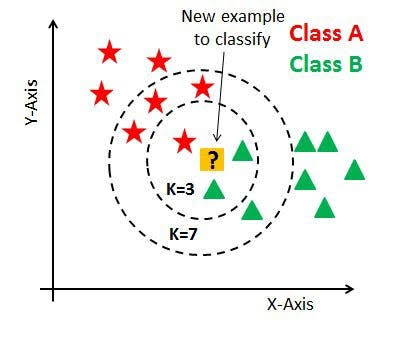 New example
to classify
Class A
Class B
Y-Axis
?
K=3
K=7
X-Axis